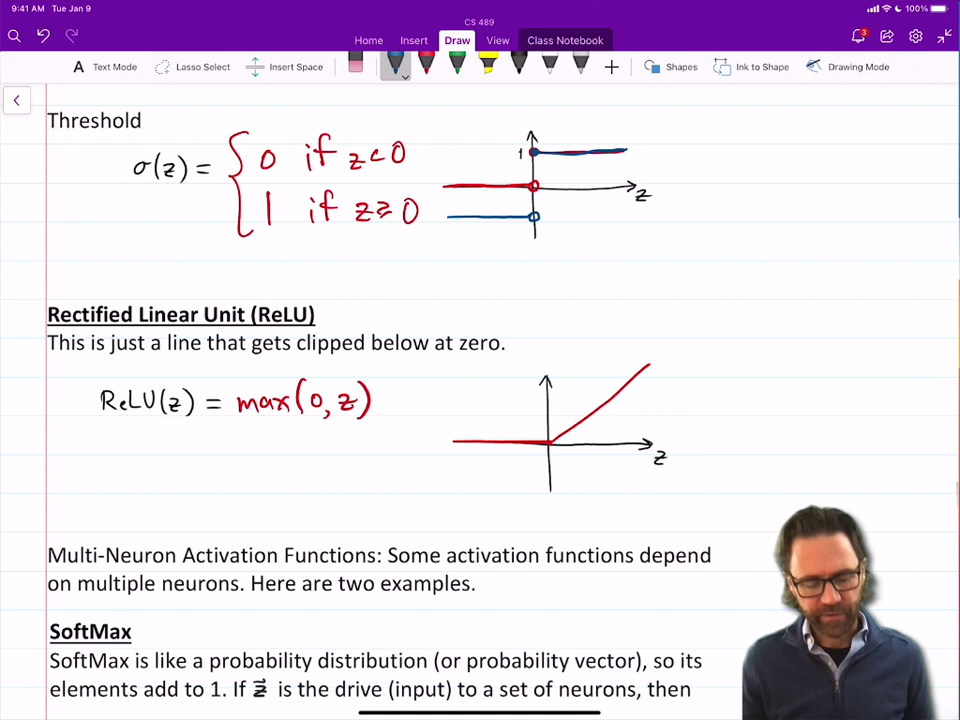 9:41 AM Tue Jan 9
100%
CS 489
Home Insert Draw View Class Notebook
3
Text Mode Lasso Select Insert Space Shapes Ink to Shape Drawing Mode
Threshold
σ(z) = { 0 if z < 0
1 if z ≥ 0
1
z
Rectified Linear Unit (ReLU)
This is just a line that gets clipped below at zero.
ReLU(z) = max(0, z)
z
Multi-Neuron Activation Functions: Some activation functions depend
on multiple neurons. Here are two examples.
SoftMax
SoftMax is like a probability distribution (or probability vector), so its
elements add to 1. If z⃗ is the drive (input) to a set of neurons, then